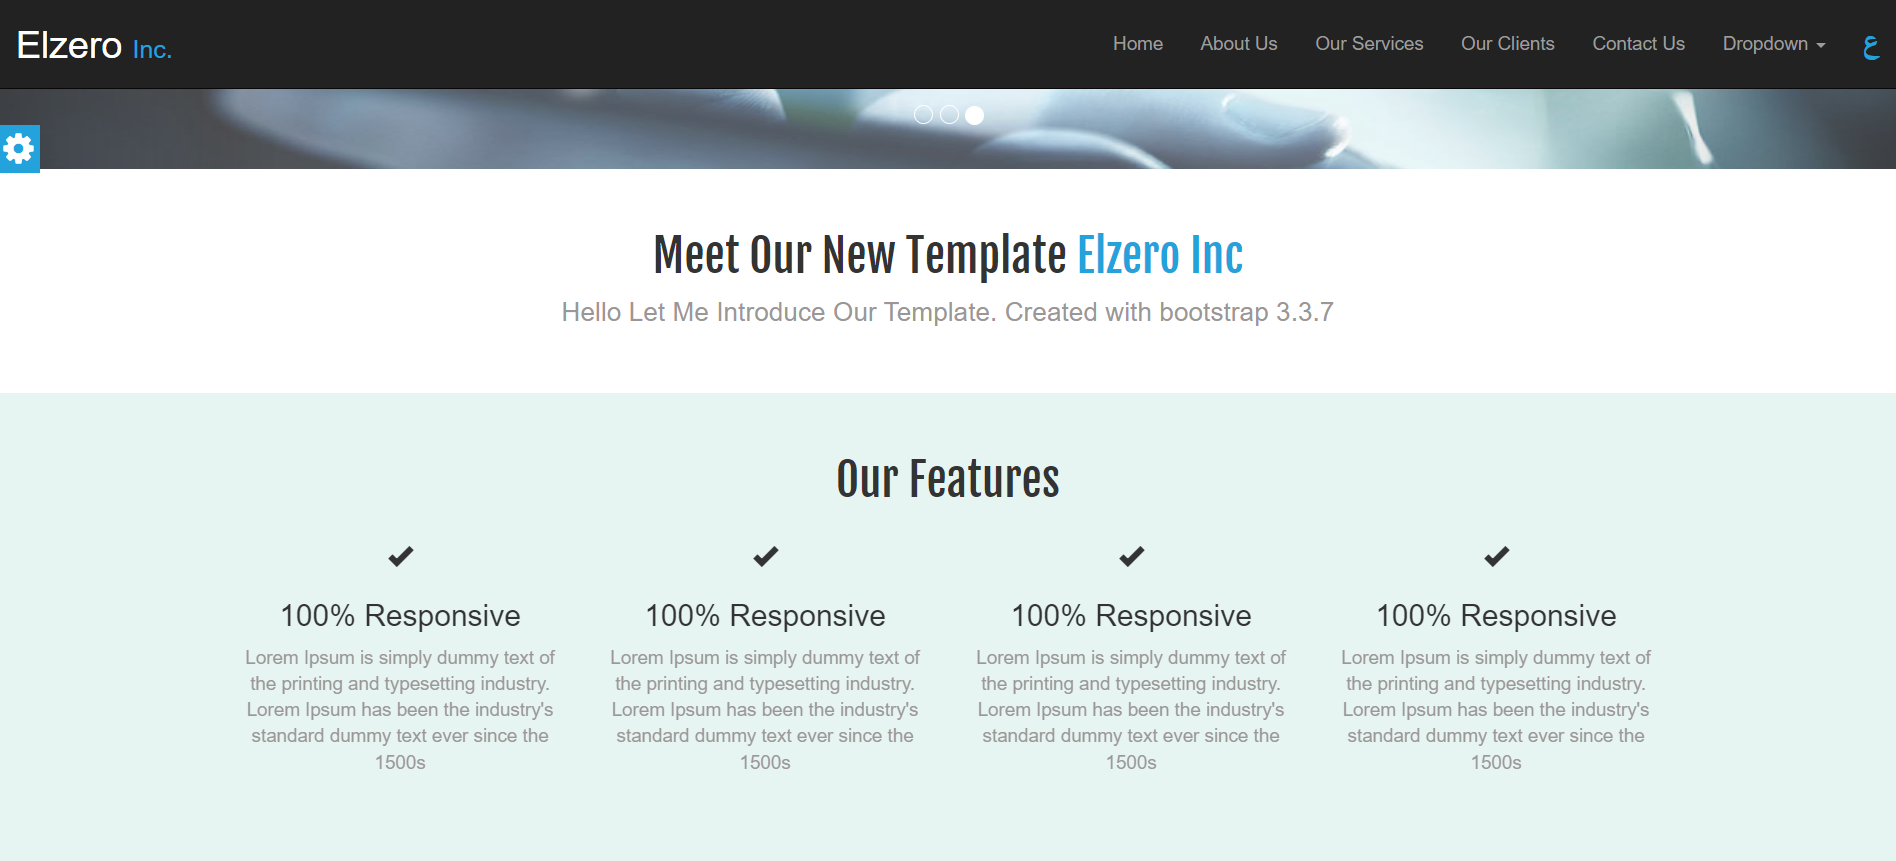 Elzero Inc.
Home About Us Our Services Our Clients Contact Us Dropdown ع
Meet Our New Template Elzero Inc
Hello Let Me Introduce Our Template. Created with bootstrap 3.3.7
Our Features
100% Responsive
Lorem Ipsum is simply dummy text of
the printing and typesetting industry.
Lorem Ipsum has been the industry's
standard dummy text ever since the
1500s
100% Responsive
Lorem Ipsum is simply dummy text of
the printing and typesetting industry.
Lorem Ipsum has been the industry's
standard dummy text ever since the
1500s
100% Responsive
Lorem Ipsum is simply dummy text of
the printing and typesetting industry.
Lorem Ipsum has been the industry's
standard dummy text ever since the
1500s
100% Responsive
Lorem Ipsum is simply dummy text of
the printing and typesetting industry.
Lorem Ipsum has been the industry's
standard dummy text ever since the
1500s